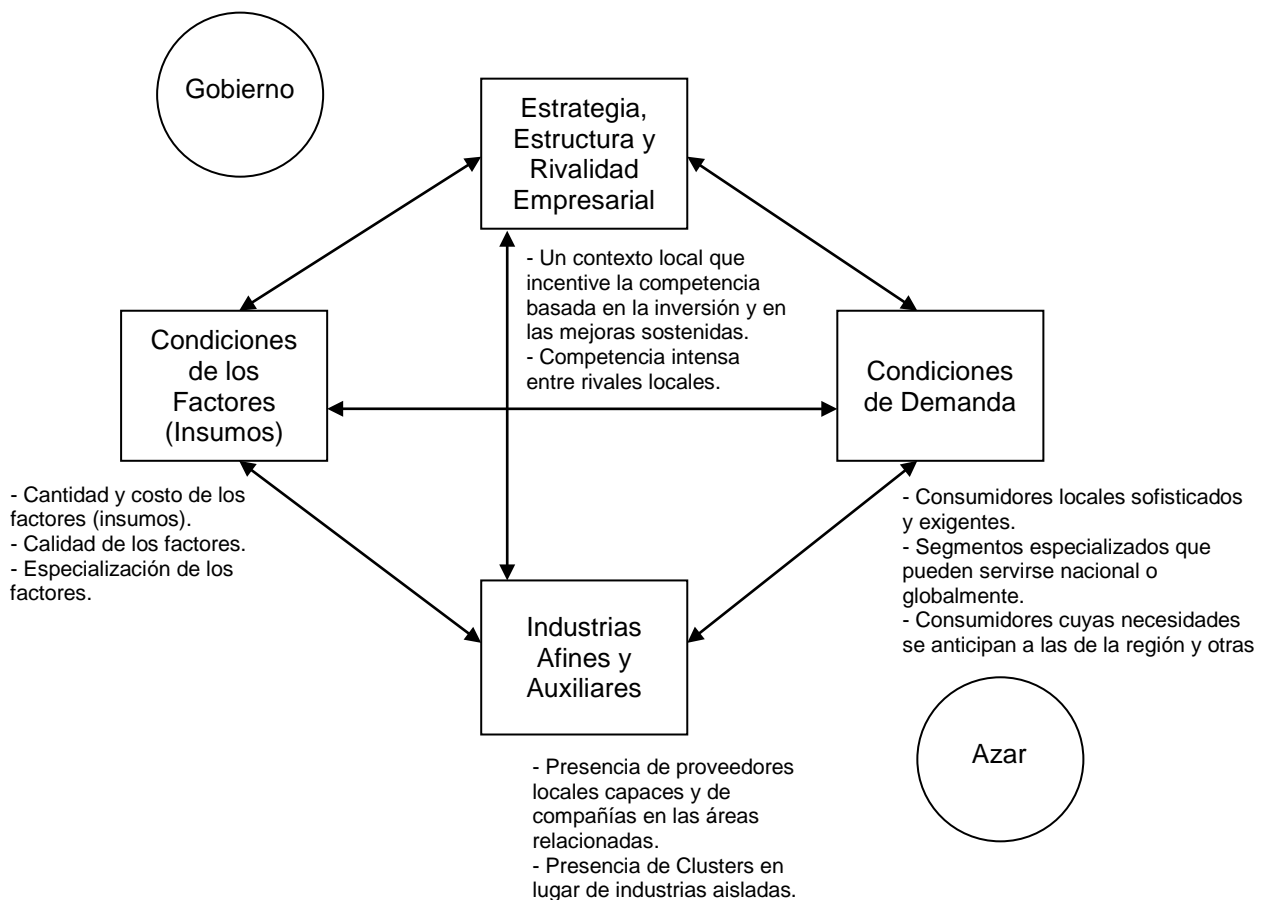 Gobierno
Estrategia,
Estructura y
Rivalidad
Empresarial
- Un contexto local que
incentive la competencia
basada en la inversión y en
las mejoras sostenidas.
- Competencia intensa
entre rivales locales.
Condiciones
de los
Factores
(Insumos)
Condiciones
de Demanda
- Cantidad y costo de los
factores (insumos).
- Calidad de los factores.
- Especialización de los
factores.
- Consumidores locales sofisticados
y exigentes.
- Segmentos especializados que
pueden servirse nacional o
globalmente.
- Consumidores cuyas necesidades
se anticipan a las de la región y otras
Industrias
Afines y
Auxiliares
Azar
- Presencia de proveedores
locales capaces y de
compañías en las áreas
relacionadas.
- Presencia de Clusters en
lugar de industrias aisladas.